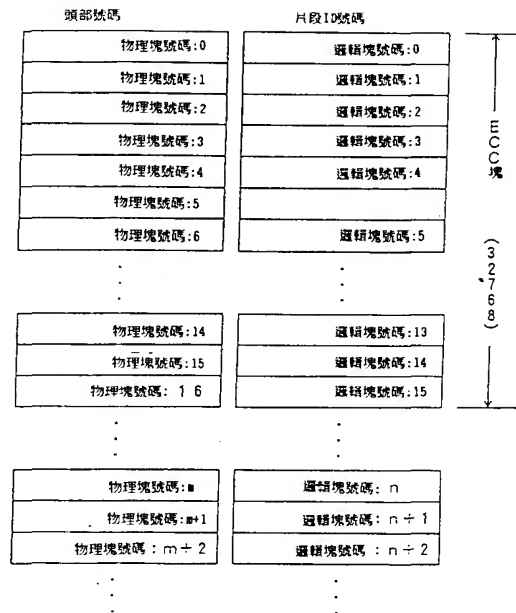 頭部號碼
片段ID號碼
物理塊號碼:0
邏輯塊號碼:0
物理塊號碼:1
邏輯塊號碼:1
物理塊號碼:2
邏輯塊號碼:2
物理塊號碼:3
邏輯塊號碼:3
物理塊號碼:4
邏輯塊號碼:4
物理塊號碼:5
物理塊號碼:6
邏輯塊號碼:5
物理塊號碼:14
邏輯塊號碼:13
物理塊號碼:15
邏輯塊號碼:14
物理塊號碼: 16
邏輯塊號碼:15
物理塊號碼:m
邏輯塊號碼: n
物理塊號碼:m+1
邏輯塊號碼: n+1
物理塊號碼: m+2
邏輯塊號碼: n+2
ECC塊
(32768)